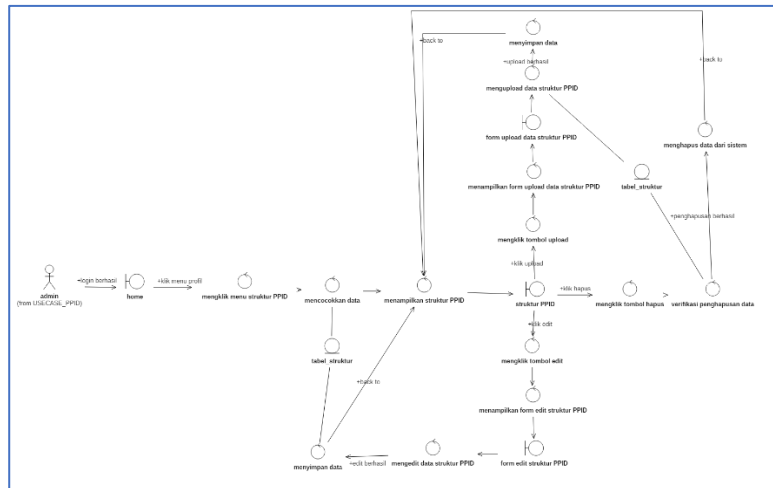 +back to
menyimpan data
+upload berhasil
mengupload data struktur PPID
+back to
form upload data struktur PPID
menghapus data dari sistem
menampilkan form upload data struktur PPID
tabel_struktur
+penghapusan berhasil
mengklik tombol upload
+klik upload
admin
(from USECASE_PPID)
+login berhasil
home
+klik menu profil
mengklik menu struktur PPID
mencocokkan data
menampilkan struktur PPID
struktur PPID
+klik hapus
mengklik tombol hapus
verifikasi penghapusan data
+klik edit
mengklik tombol edit
tabel_struktur
+back to
menampilkan form edit struktur PPID
menyimpan data
+edit berhasil
mengedit data struktur PPID
form edit struktur PPID